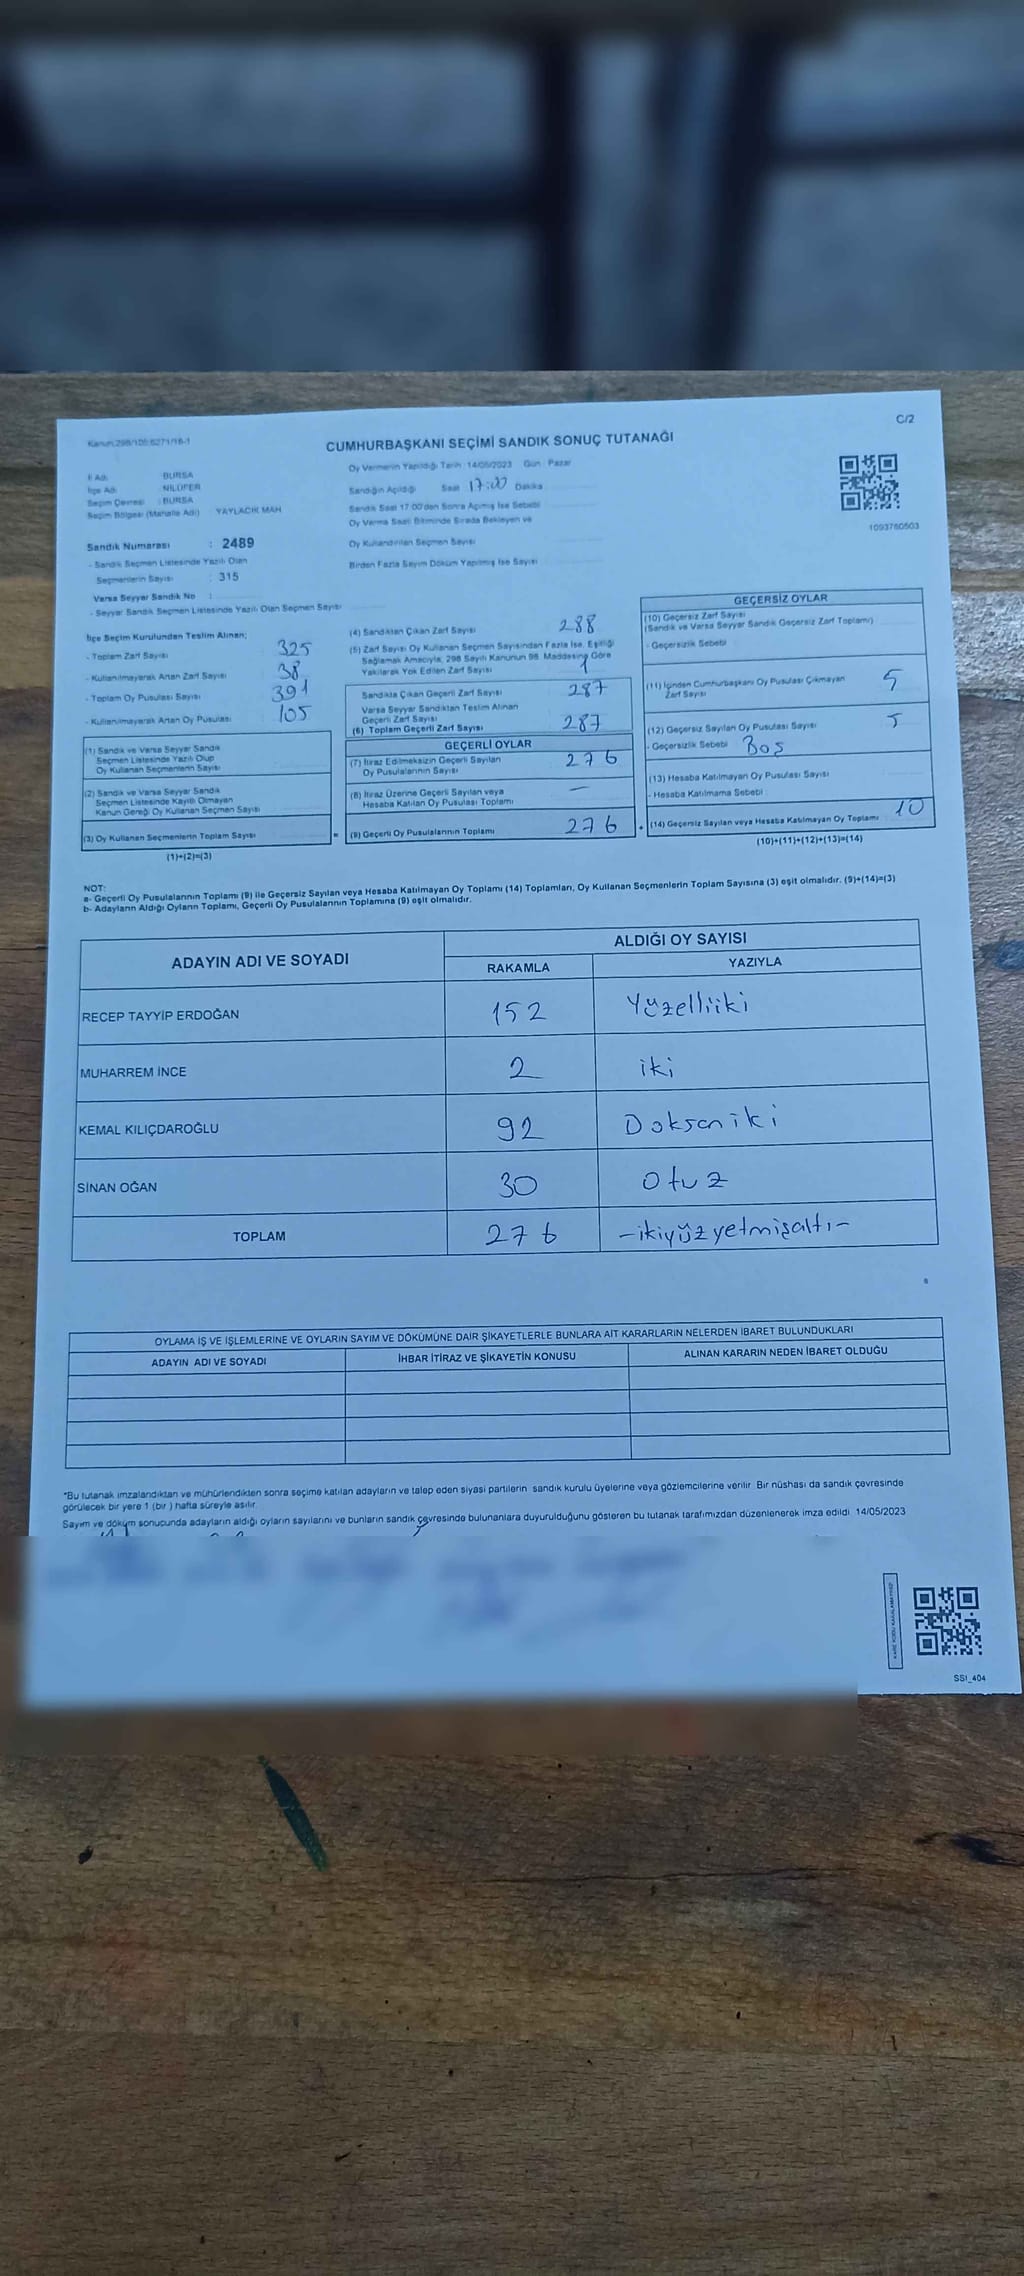 C/2
Kanun:298/105;6271/16-1
CUMHURBAŞKANI SEÇİMİ SANDIK SONUÇ TUTANAĞI
İl Adı : BURSA
İlçe Adı : NİLÜFER
Seçim Çevresi : BURSA
Seçim Bölgesi (Mahalle Adı) YAYLACIK MAH
Oy Vermenin Yapıldığı Tarih :14/05/2023 Gün : Pazar
Sandığın Açıldığı Saat 17:00 Dakika
Sandık Saat 17.00'den Sonra Açılmış İse Sebebi
Oy Verme Saati Bitiminde Sırada Bekleyen ve
Oy Kullandırılan Seçmen Sayısı
Birden Fazla Sayım Döküm Yapılmış İse Sayısı
1093760503
Sandık Numarası : 2489
- Sandık Seçmen Listesinde Yazılı Olan
Seçmenlerin Sayısı : 315
Varsa Seyyar Sandık No :
- Seyyar Sandık Seçmen Listesinde Yazılı Olan Seçmen Sayısı
İlçe Seçim Kurulundan Teslim Alınan;
- Toplam Zarf Sayısı : 325
- Kullanılmayarak Artan Zarf Sayısı : 38
- Toplam Oy Pusulası Sayısı : 391
- Kullanılmayarak Artan Oy Pusulası : 105
(1) Sandık ve Varsa Seyyar Sandık
Seçmen Listesinde Yazılı Olup
Oy Kullanan Seçmenlerin Sayısı
(2) Sandık ve Varsa Seyyar Sandık
Seçmen Listesinde Kayıtlı Olmayan
Kanun Gereği Oy Kullanan Seçmen Sayısı
(3) Oy Kullanan Seçmenlerin Toplam Sayısı
(1)+(2)=(3)
(4) Sandıktan Çıkan Zarf Sayısı 288
(5) Zarf Sayısı Oy Kullanan Seçmen Sayısından Fazla İse, Eşitliği
Sağlamak Amacıyla, 298 Sayılı Kanunun 98. Maddesine Göre
Yakılarak Yok Edilen Zarf Sayısı 1
Sandıkta Çıkan Geçerli Zarf Sayısı 287
Varsa Seyyar Sandıktan Teslim Alınan
Geçerli Zarf Sayısı
(6) Toplam Geçerli Zarf Sayısı 287
GEÇERLİ OYLAR
(7) İtiraz Edilmeksizin Geçerli Sayılan
Oy Pusulalarının Sayısı 276
(8) İtiraz Üzerine Geçerli Sayılan veya
Hesaba Katılan Oy Pusulası Toplamı —
= (9) Geçerli Oy Pusulalarının Toplamı 276
GEÇERSİZ OYLAR
(10) Geçersiz Zarf Sayısı
(Sandık ve Varsa Seyyar Sandık Geçersiz Zarf Toplamı)
- Geçersizlik Sebebi
(11) İçinden Cumhurbaşkanı Oy Pusulası Çıkmayan
Zarf Sayısı 5
(12) Geçersiz Sayılan Oy Pusulası Sayısı 5
- Geçersizlik Sebebi Boş
(13) Hesaba Katılmayan Oy Pusulası Sayısı
- Hesaba Katılmama Sebebi
+ (14) Geçersiz Sayılan veya Hesaba Katılmayan Oy Toplamı 10
(10)+(11)+(12)+(13)=(14)
NOT:
a- Geçerli Oy Pusulalarının Toplamı (9) ile Geçersiz Sayılan veya Hesaba Katılmayan Oy Toplamı (14) Toplamları, Oy Kullanan Seçmenlerin Toplam Sayısına (3) eşit olmalıdır. (9)+(14)=(3)
b- Adayların Aldığı Oyların Toplamı, Geçerli Oy Pusulalarının Toplamına (9) eşit olmalıdır.
ADAYIN ADI VE SOYADI
ALDIĞI OY SAYISI
RAKAMLA YAZIYLA
RECEP TAYYİP ERDOĞAN 152 Yüzelliiki
MUHARREM İNCE 2 iki
KEMAL KILIÇDAROĞLU 92 Doksaniki
SİNAN OĞAN 30 Otuz
TOPLAM 276 -ikiyüzyetmişaltı-
OYLAMA İŞ VE İŞLEMLERİNE VE OYLARIN SAYIM VE DÖKÜMÜNE DAİR ŞİKAYETLERLE BUNLARA AİT KARARLARIN NELERDEN İBARET BULUNDUKLARI
ADAYIN ADI VE SOYADI İHBAR İTİRAZ VE ŞİKAYETİN KONUSU ALINAN KARARIN NEDEN İBARET OLDUĞU
*Bu tutanak imzalandıktan ve mühürlendikten sonra seçime katılan adayların ve talep eden siyasi partilerin sandık kurulu üyelerine veya gözlemcilerine verilir. Bir nüshası da sandık çevresinde
görülecek bir yere 1 (bir ) hafta süreyle asılır.
Sayım ve döküm sonucunda adayların aldığı oyların sayılarını ve bunların sandık çevresinde bulunanlara duyurulduğunu gösteren bu tutanak tarafımızdan düzenlenerek imza edildi. 14/05/2023
SSI_404